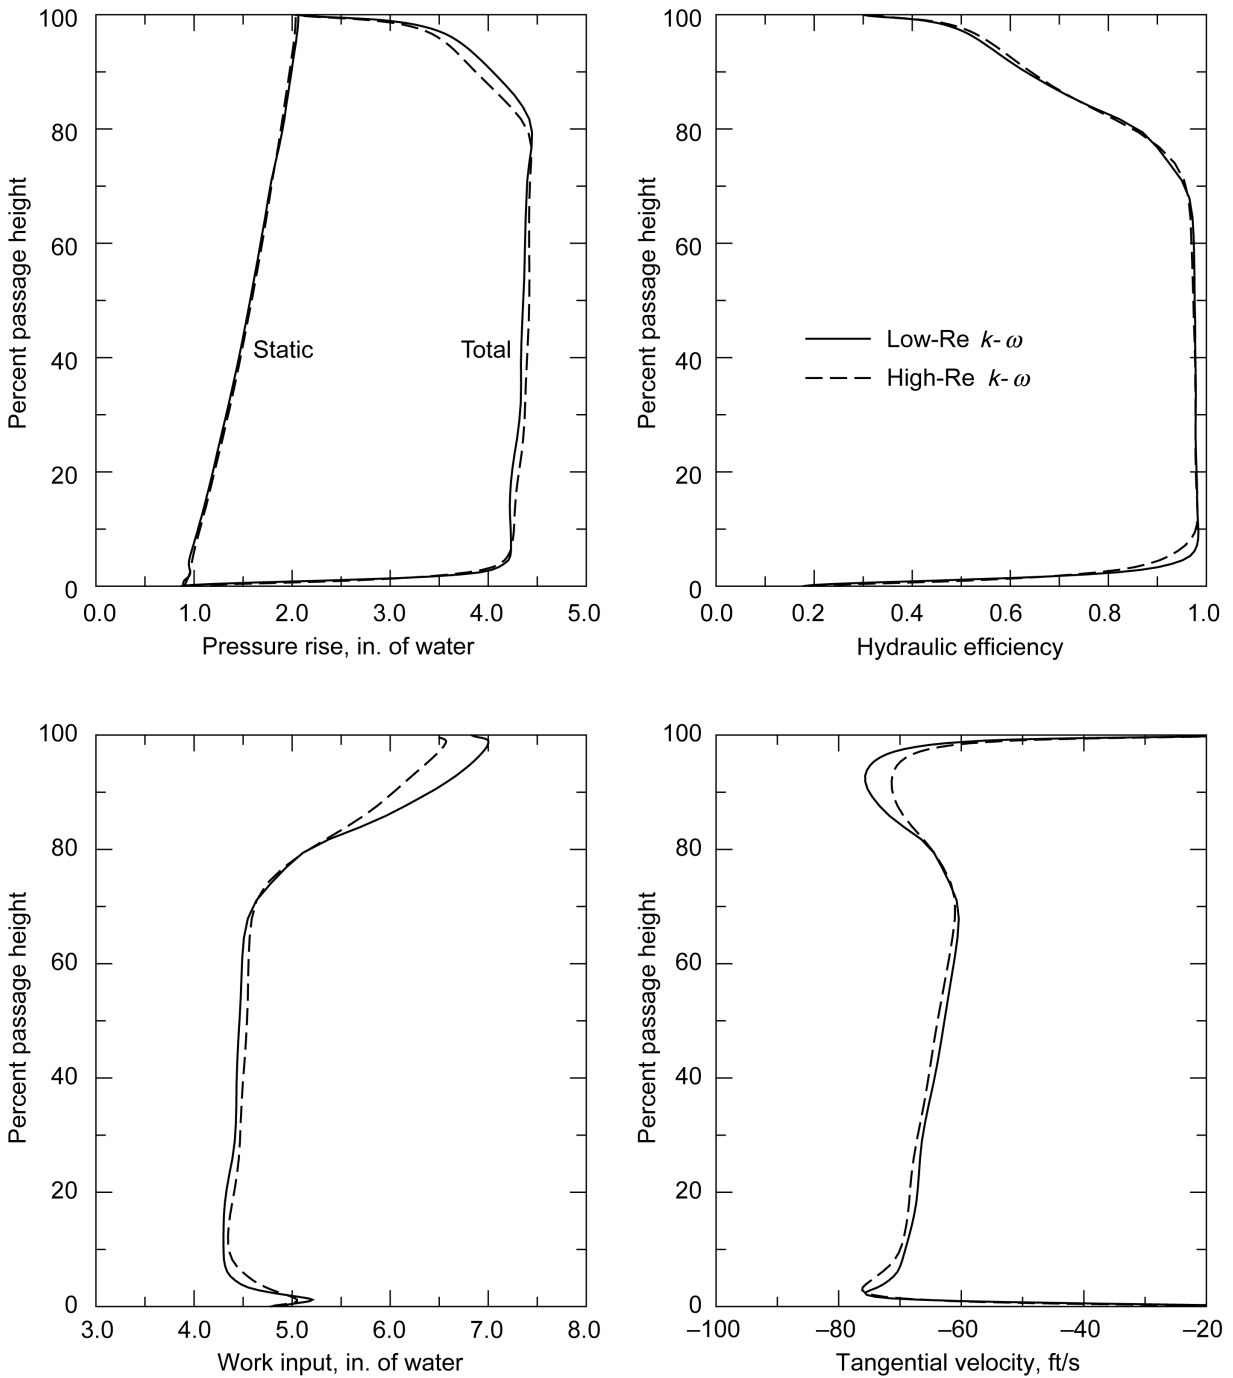 100
80
60
40
20
0
Percent passage height
Static
Total
0.0 1.0 2.0 3.0 4.0 5.0
Pressure rise, in. of water
100
80
60
40
20
0
Percent passage height
Low-Re k-ω
High-Re k-ω
0.0 0.2 0.4 0.6 0.8 1.0
Hydraulic efficiency
100
80
60
40
20
0
Percent passage height
3.0 4.0 5.0 6.0 7.0 8.0
Work input, in. of water
100
80
60
40
20
0
Percent passage height
–100 –80 –60 –40 –20
Tangential velocity, ft/s